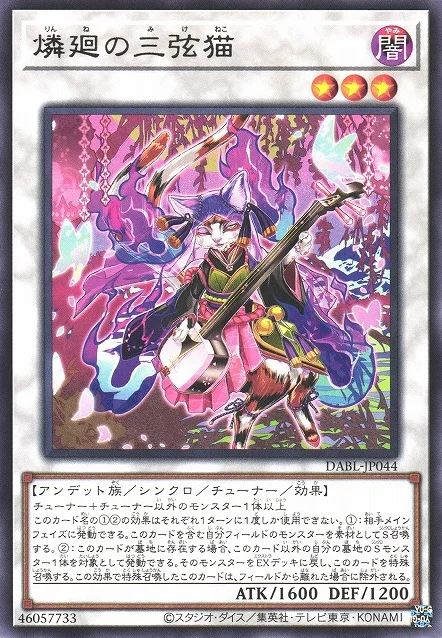 燐廻の三弦猫
りんね みけねこ
闇
やみ
DABL-JP044
【アンデット族／シンクロ／チューナー／効果】
チューナー＋チューナー以外のモンスター1体以上
このカード名の①②の効果はそれぞれ1ターンに1度しか使用できない。①：相手メイン
フェイズに発動できる。このカードを含む自分フィールドのモンスターを素材としてS召喚
する。②：このカードが墓地に存在する場合、このカード以外の自分の墓地のSモンス
ター1体を対象として発動できる。そのモンスターをEXデッキに戻し、このカードを特殊
召喚する。この効果で特殊召喚したこのカードは、フィールドから離れた場合に除外される。
ATK/1600 DEF/1200
46057733
©スタジオ・ダイス／集英社・テレビ東京・KONAMI